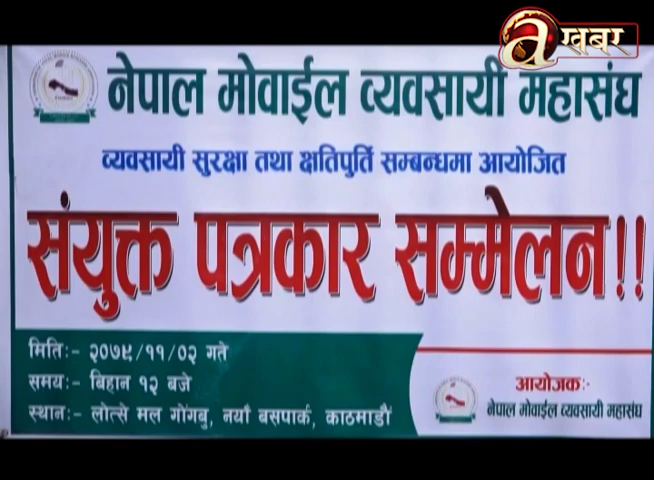 a खबर
नेपाल मोवाईल व्यवसायी महासंघ
व्यवसायी सुरक्षा तथा क्षतिपुर्ति सम्बन्धमा आयोजित
संयुक्त पत्रकार सम्मेलन!!
मिति:- २०७९/११/०२ गते
समय:- बिहान १२ बजे
स्थान:- लोत्से मल गोंगबु, नयाँ बसपार्क, काठमाडौं
आयोजक:-
नेपाल मोवाईल व्यवसायी महासंघ